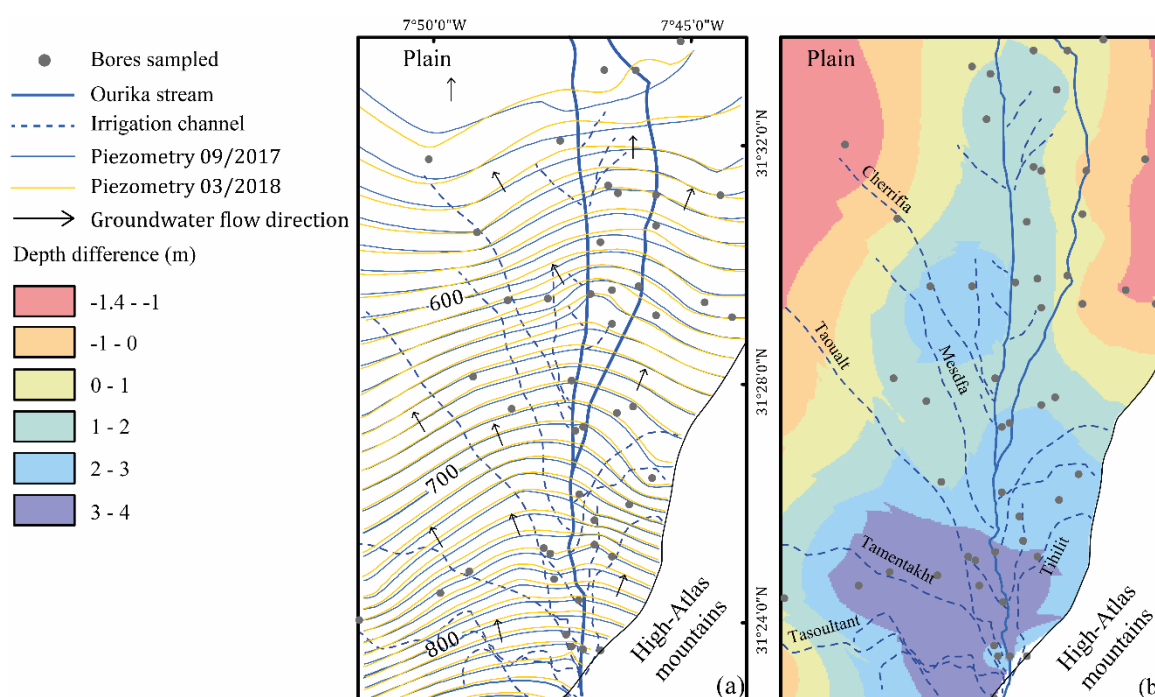 Bores sampled
Ourika stream
Irrigation channel
Piezometry 09/2017
Piezometry 03/2018
Groundwater flow direction
Depth difference (m)
-1.4 - -1
-1 - 0
0 - 1
1 - 2
2 - 3
3 - 4
7°50'0"W
7°45'0"W
Plain
600
700
800
High-Atlas
mountains
(a)
31°32'0"N
31°28'0"N
31°24'0"N
Plain
Cherrifia
Taoualt
Mesdfa
Tamentakht
Tihilit
Tasoultant
High-Atlas
mountains
(b)